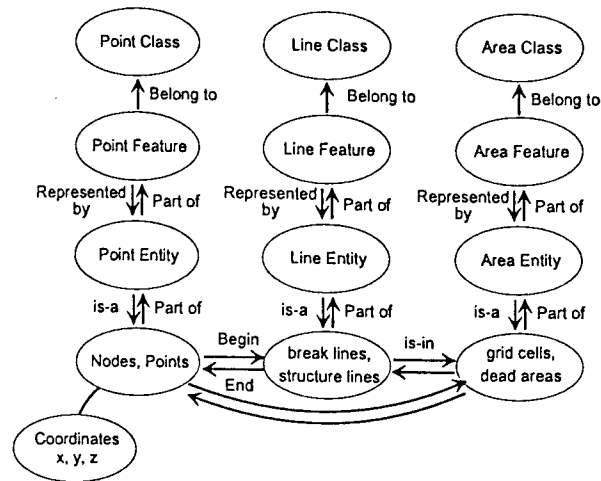 Point Class
Line Class
Area Class
Belong to
Belong to
Belong to
Point Feature
Line Feature
Area Feature
Represented
by
Part of
Represented
by
Part of
Represented
by
Part of
Point Entity
Line Entity
Area Entity
is-a
Part of
is-a
Part of
is-a
Part of
Nodes, Points
Begin
End
break lines,
structure lines
is-in
grid cells,
dead areas
Coordinates
x, y, z